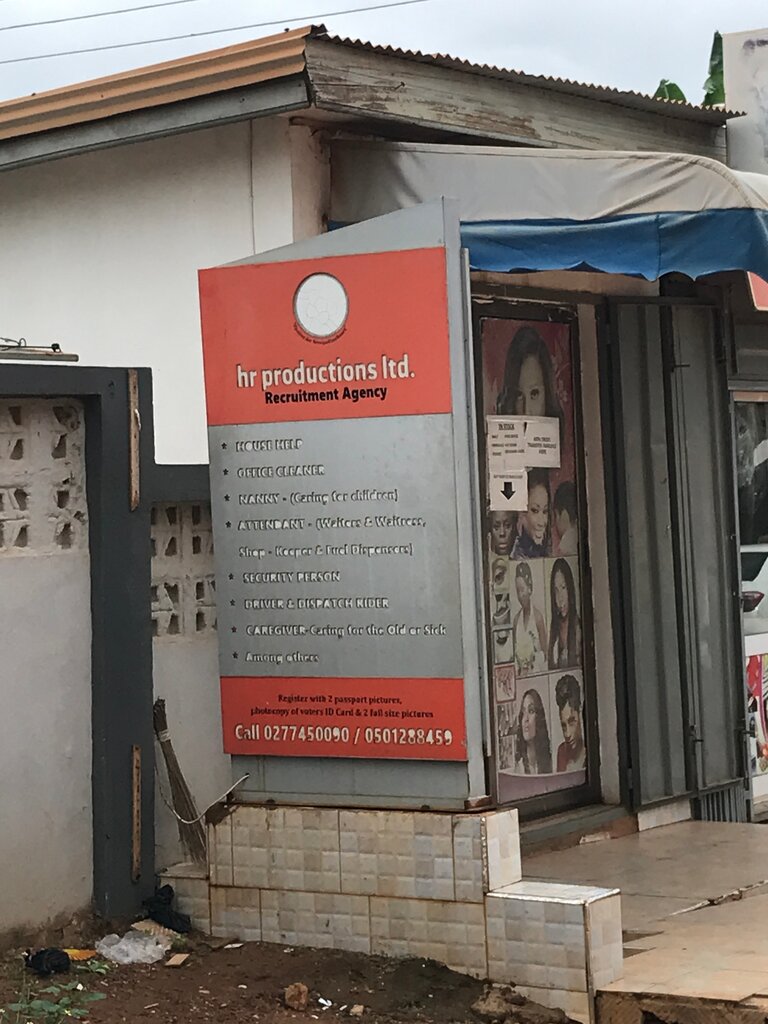 hr productions ltd.
Recruitment Agency
* HOUSE HELP
* OFFICE CLEANER
* NANNY - (Caring for children)
* ATTENDANT - (Waiters & Waitress,
Shop - Keeper & Fuel Dispensers)
* SECURITY PERSON
* DRIVER & DISPATCH RIDER
* CAREGIVER-Caring for the Old or Sick
* Among others
Register with 2 passport pictures,
photocopy of voters ID Card & 2 full size pictures
Call 0277450090 / 0501288459
IN STOCK